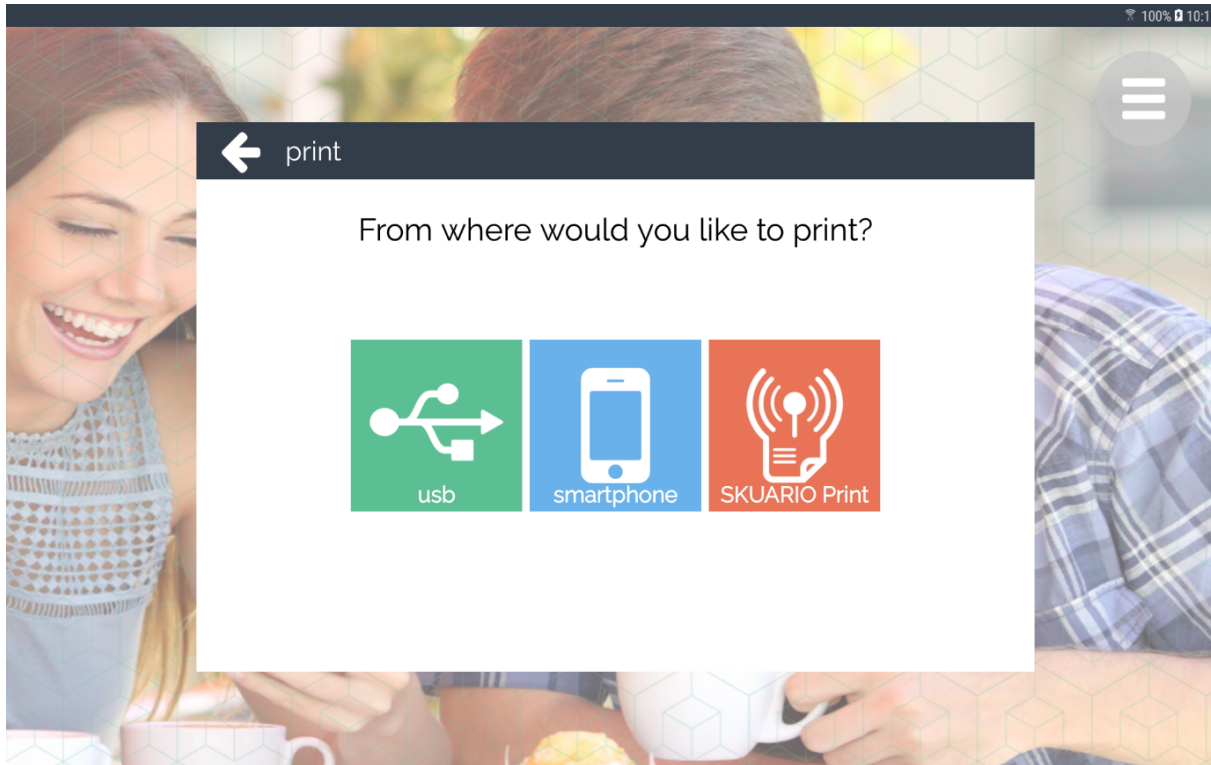 100% 10:1
print
From where would you like to print?
usb
smartphone
SKUARIO Print